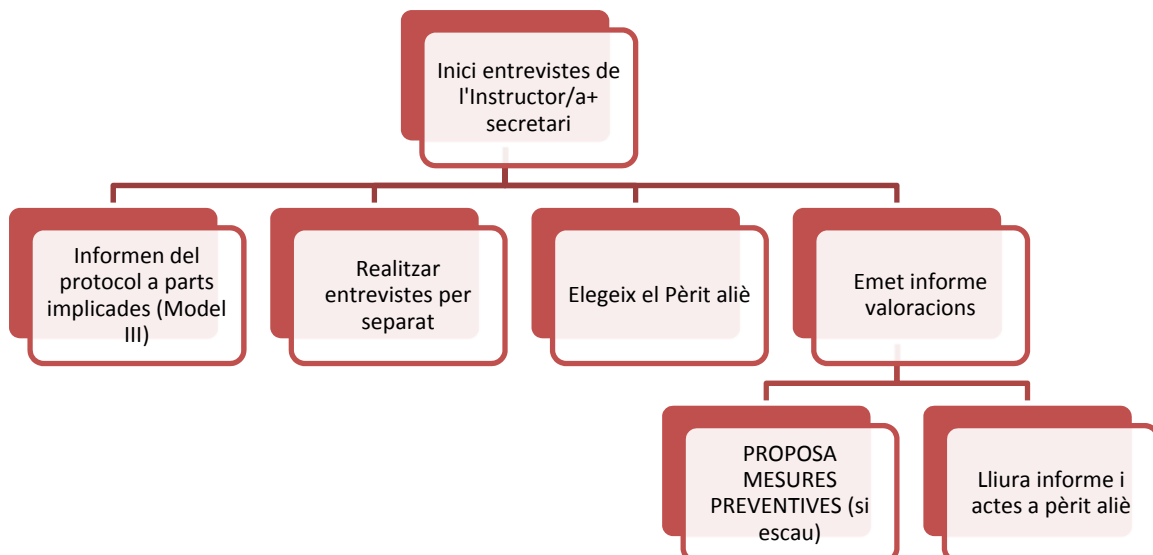 Inici entrevistes de
l'Instructor/a+
secretari
Informen del
protocol a parts
implicades (Model
III)
Realitzar
entrevistes per
separat
Elegeix el Pèrit aliè
Emet informe
valoracions
PROPOSA
MESURES
PREVENTIVES (si
escau)
Lliura informe i
actes a pèrit aliè